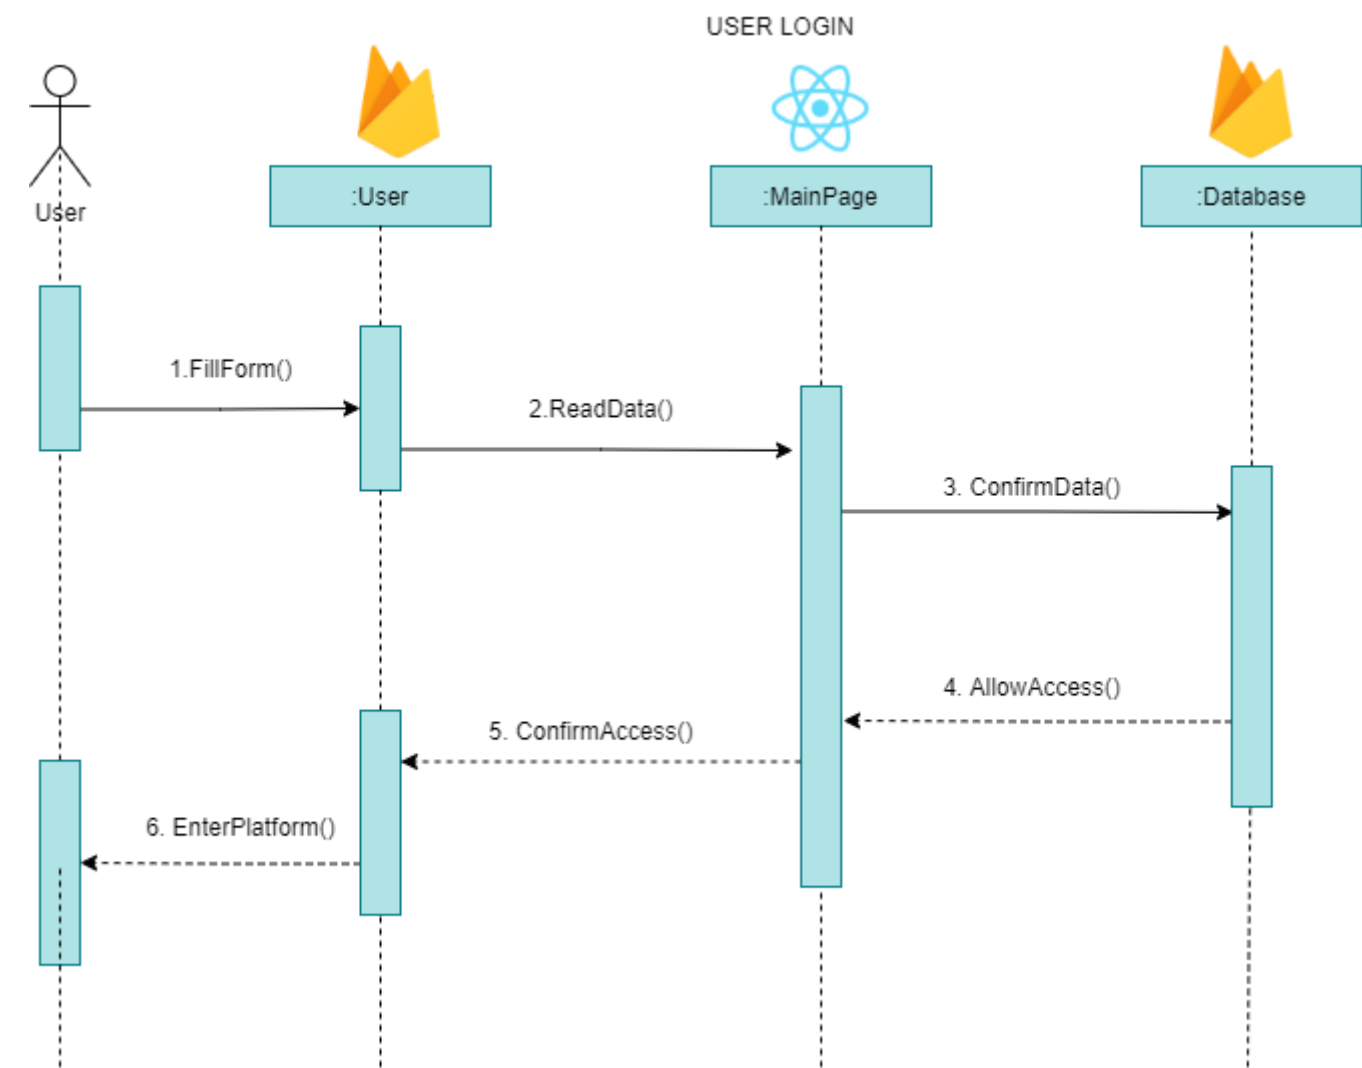 USER LOGIN
User
:User
:MainPage
:Database
1.FillForm()
2.ReadData()
3. ConfirmData()
4. AllowAccess()
5. ConfirmAccess()
6. EnterPlatform()